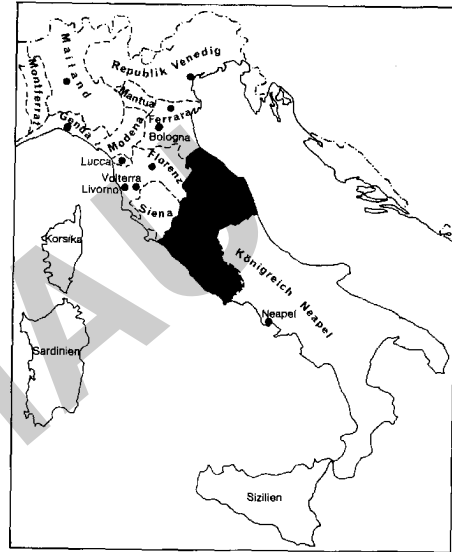 Mailand
Republik Venedig
Montferrat
Mantua
Ferrara
Genua
Modena
Bologna
Lucca
Florenz
Volterra
Livorno
Siena
Korsika
Königreich Neapel
Neapel
Sardinien
Sizilien